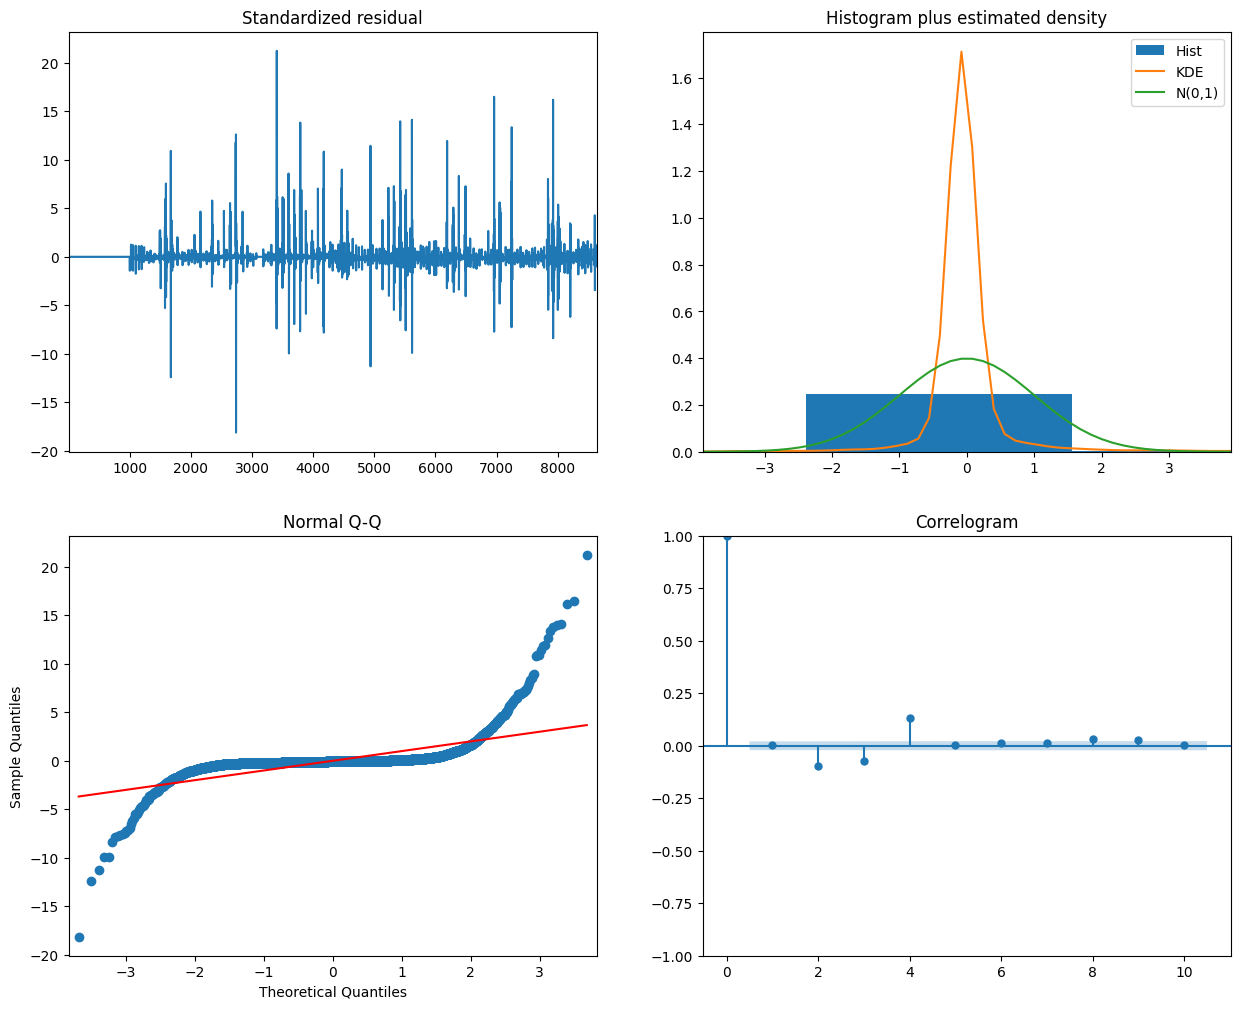 Standardized residual
20
15
10
5
0
−5
−10
−15
−20
1000 2000 3000 4000 5000 6000 7000 8000
Histogram plus estimated density
Hist
KDE
N(0,1)
1.6
1.4
1.2
1.0
0.8
0.6
0.4
0.2
0.0
−3 −2 −1 0 1 2 3
Normal Q-Q
Sample Quantiles
20
15
10
5
0
−5
−10
−15
−20
−3 −2 −1 0 1 2 3
Theoretical Quantiles
Correlogram
1.00
0.75
0.50
0.25
0.00
−0.25
−0.50
−0.75
−1.00
0 2 4 6 8 10